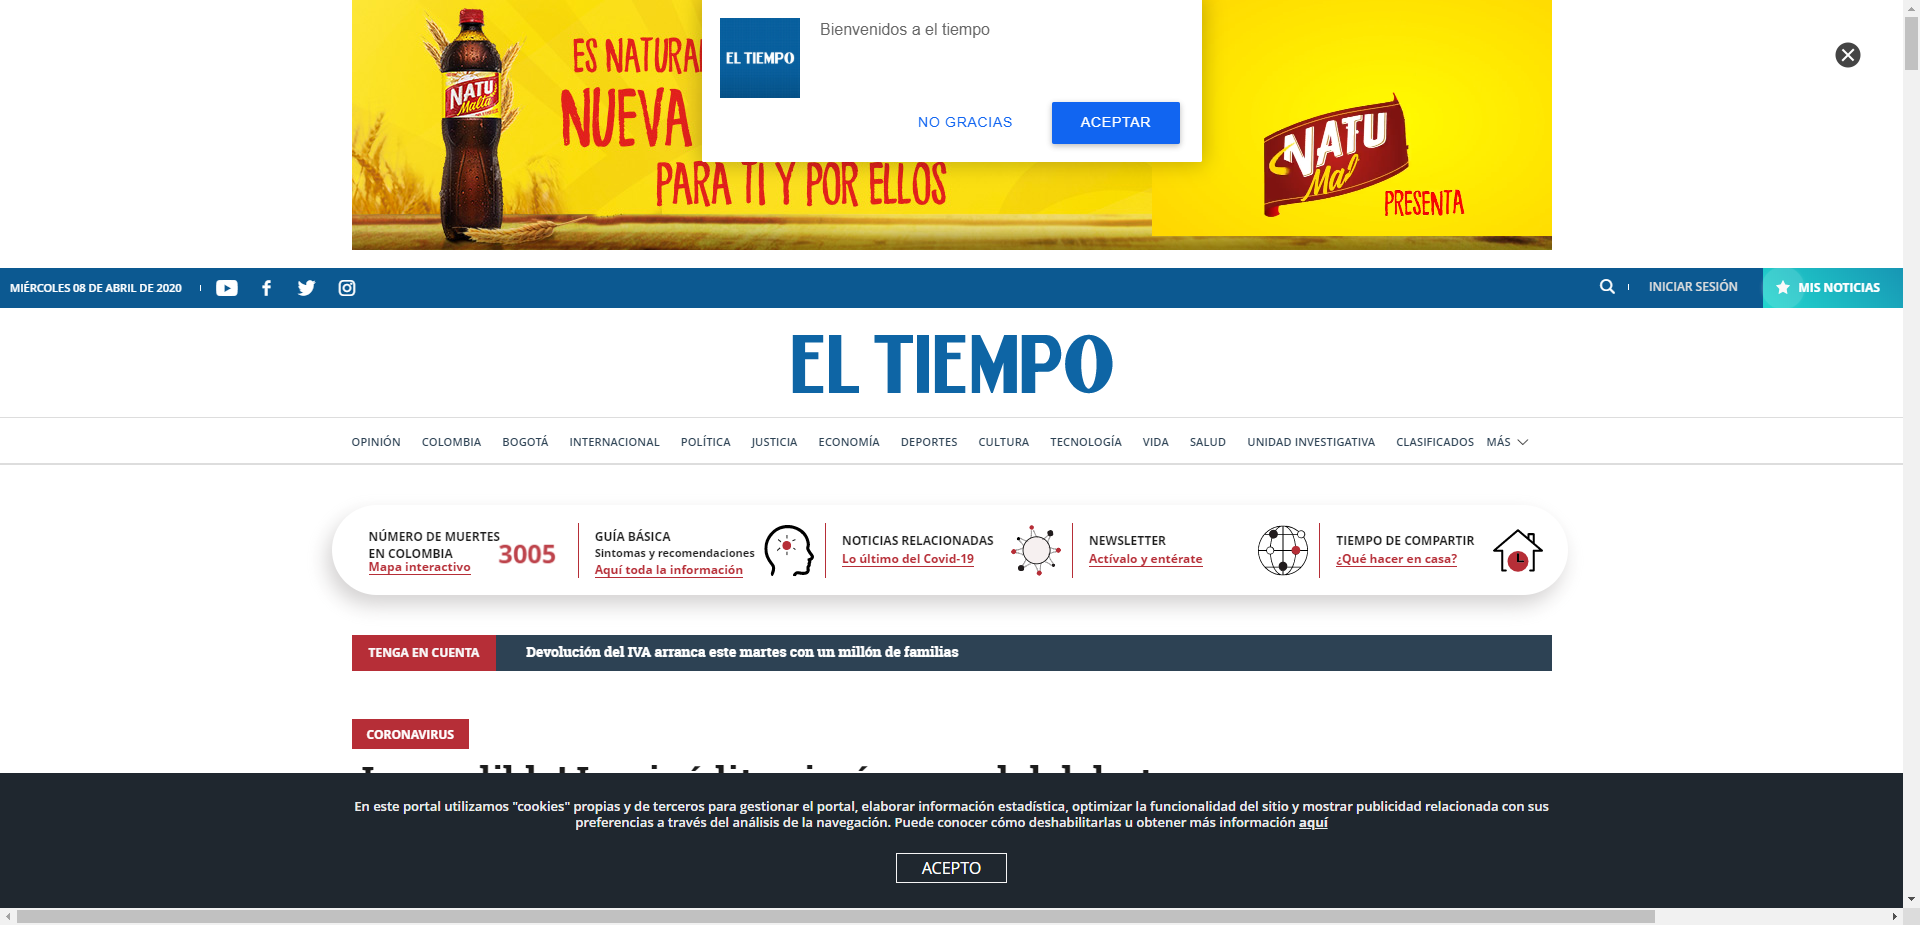 NATU
Malta
ES NATURAL
NUEVA
PARA TI Y POR ELLOS
EL TIEMPO
Bienvenidos a el tiempo
NO GRACIAS
ACEPTAR
NATU
PRESENTA
MIÉRCOLES 08 DE ABRIL DE 2020
INICIAR SESIÓN
MIS NOTICIAS
EL TIEMPO
OPINIÓN COLOMBIA BOGOTÁ INTERNACIONAL POLÍTICA JUSTICIA ECONOMÍA DEPORTES CULTURA TECNOLOGÍA VIDA SALUD UNIDAD INVESTIGATIVA CLASIFICADOS MÁS
NÚMERO DE MUERTES
EN COLOMBIA
3005
Mapa interactivo
GUÍA BÁSICA
Sintomas y recomendaciones
Aquí toda la información
NOTICIAS RELACIONADAS
Lo último del Covid-19
NEWSLETTER
Actívalo y entérate
TIEMPO DE COMPARTIR
¿Qué hacer en casa?
TENGA EN CUENTA
Devolución del IVA arranca este martes con un millón de familias
CORONAVIRUS
En este portal utilizamos "cookies" propias y de terceros para gestionar el portal, elaborar información estadística, optimizar la funcionalidad del sitio y mostrar publicidad relacionada con sus
preferencias a través del análisis de la navegación. Puede conocer cómo deshabilitarlas u obtener más información aquí
ACEPTO